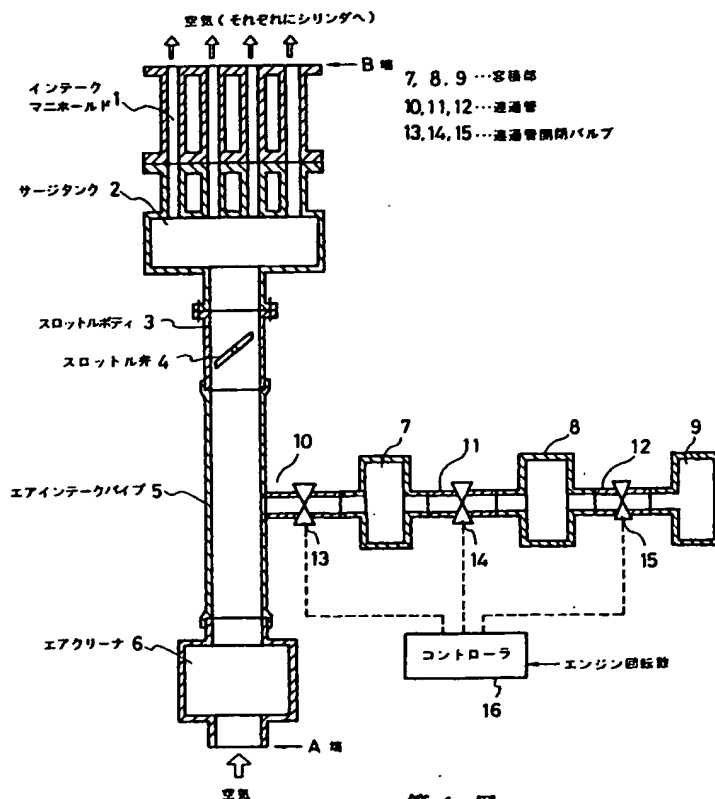 空気(それぞれにシリンダへ)
B 端
インテーク
マニホールド 1
7, 8, 9 …容積部
10, 11, 12 …連通管
13, 14, 15 …連通管開閉バルブ
サージタンク 2
スロットルボディ 3
スロットル弁 4
10
7
11
8
12
9
エアインテークパイプ 5
13
14
15
エアクリーナ 6
コントローラ
エンジン回転数
16
A 端
空気